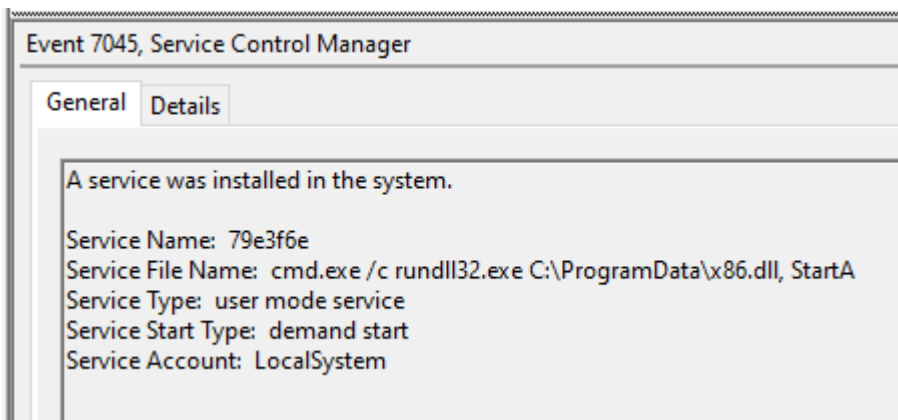 Event 7045, Service Control Manager
General Details
A service was installed in the system.
Service Name:  79e3f6e
Service File Name:  cmd.exe /c rundll32.exe C:\ProgramData\x86.dll, StartA
Service Type:  user mode service
Service Start Type:  demand start
Service Account:  LocalSystem